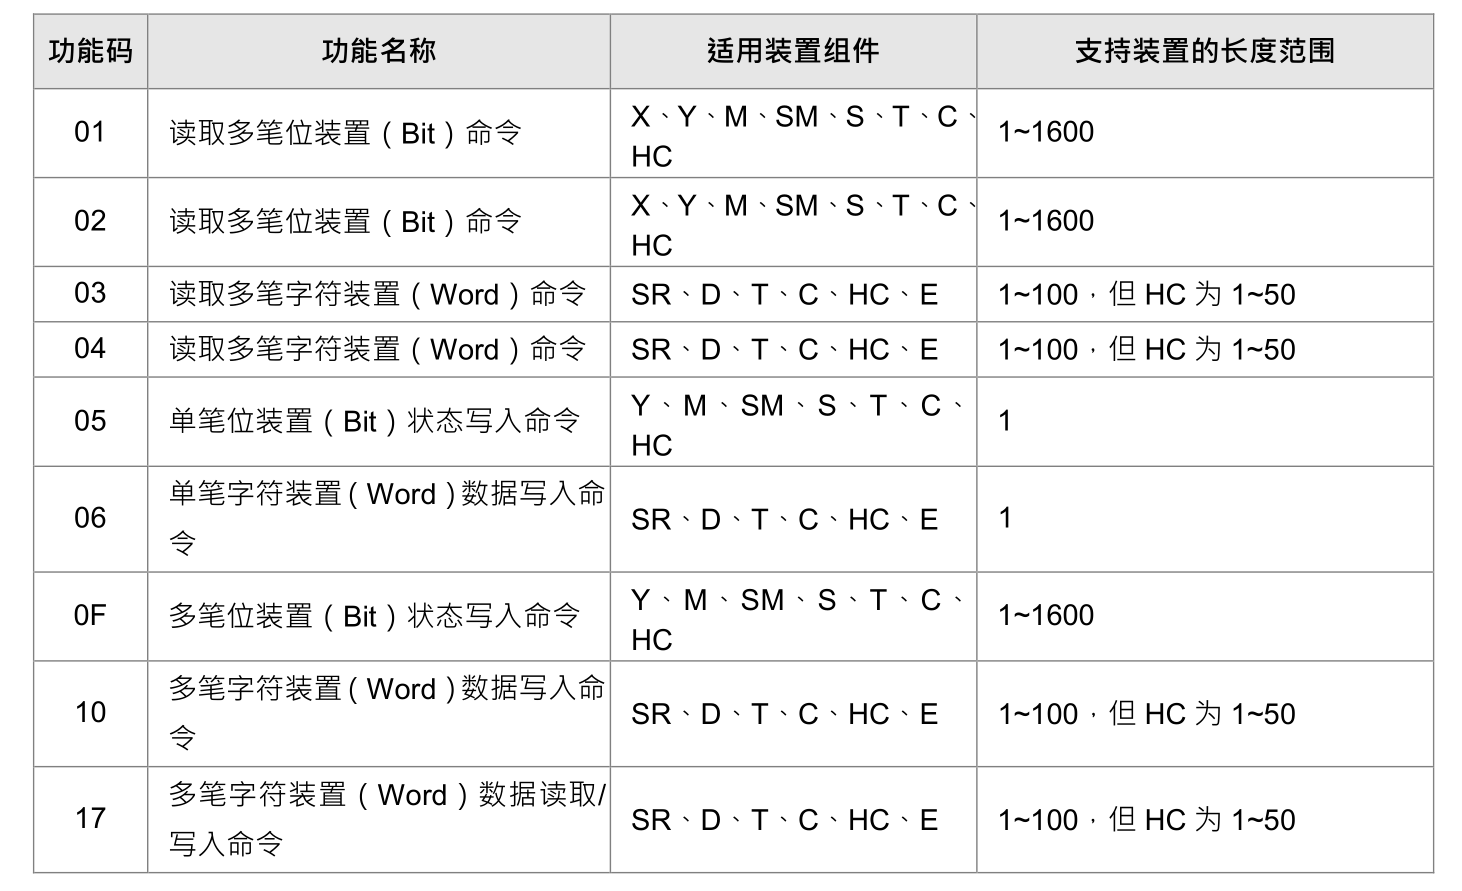 功能码 功能名称 适用装置组件 支持装置的长度范围
01 读取多笔位装置（Bit）命令 X、Y、M、SM、S、T、C、
HC 1~1600
02 读取多笔位装置（Bit）命令 X、Y、M、SM、S、T、C、
HC 1~1600
03 读取多笔字符装置（Word）命令 SR、D、T、C、HC、E 1~100，但 HC 为 1~50
04 读取多笔字符装置（Word）命令 SR、D、T、C、HC、E 1~100，但 HC 为 1~50
05 单笔位装置（Bit）状态写入命令 Y、M、SM、S、T、C、
HC 1
06 单笔字符装置（Word）数据写入命
令 SR、D、T、C、HC、E 1
0F 多笔位装置（Bit）状态写入命令 Y、M、SM、S、T、C、
HC 1~1600
10 多笔字符装置（Word）数据写入命
令 SR、D、T、C、HC、E 1~100，但 HC 为 1~50
17 多笔字符装置（Word）数据读取/
写入命令 SR、D、T、C、HC、E 1~100，但 HC 为 1~50